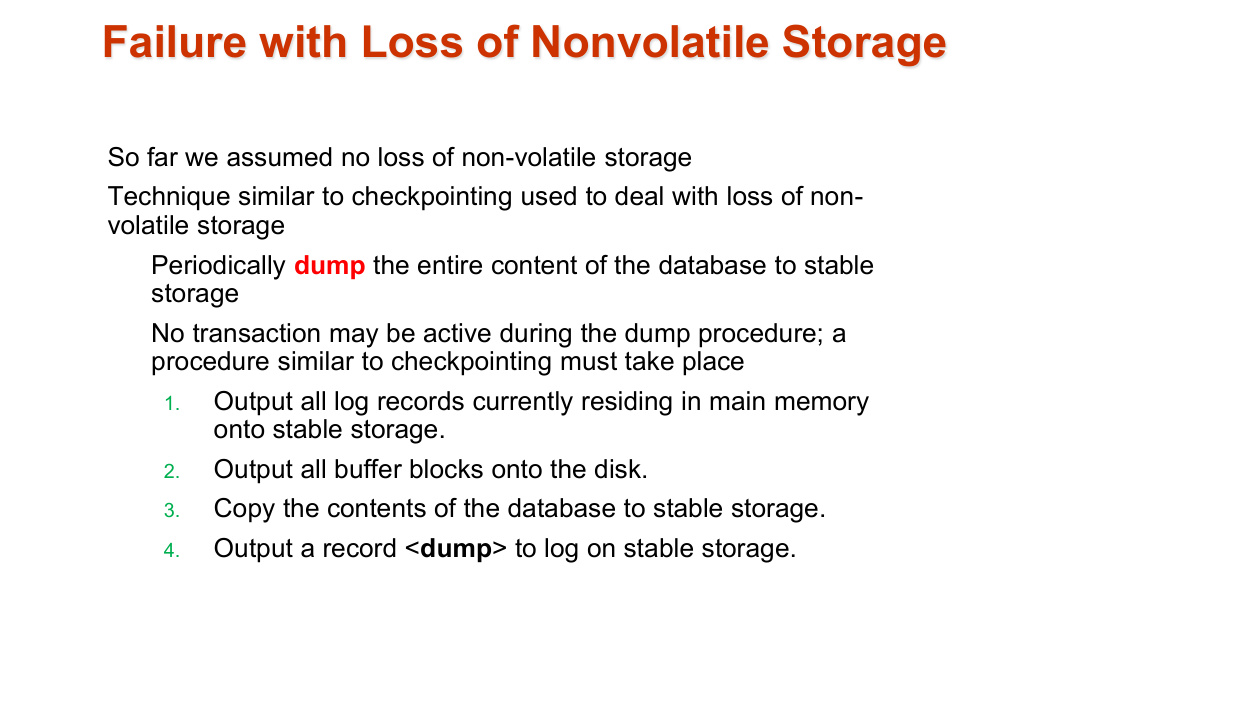 Failure with Loss of Nonvolatile Storage
So far we assumed no loss of non-volatile storage
Technique similar to checkpointing used to deal with loss of non-
volatile storage
Periodically dump the entire content of the database to stable
storage
No transaction may be active during the dump procedure; a
procedure similar to checkpointing must take place
1. Output all log records currently residing in main memory
onto stable storage.
2. Output all buffer blocks onto the disk.
3. Copy the contents of the database to stable storage.
4. Output a record <dump> to log on stable storage.